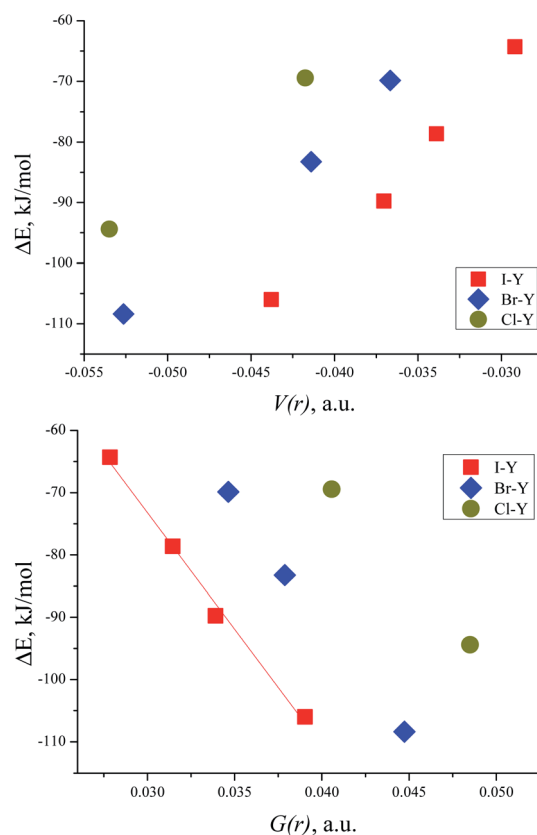 -60
-70
-80
-90
-100
-110
ΔE, kJ/mol
I-Y
Br-Y
Cl-Y
-0.055 -0.050 -0.045 -0.040 -0.035 -0.030
V(r), a.u.
-60
-70
-80
-90
-100
-110
ΔE, kJ/mol
I-Y
Br-Y
Cl-Y
0.030 0.035 0.040 0.045 0.050
G(r), a.u.